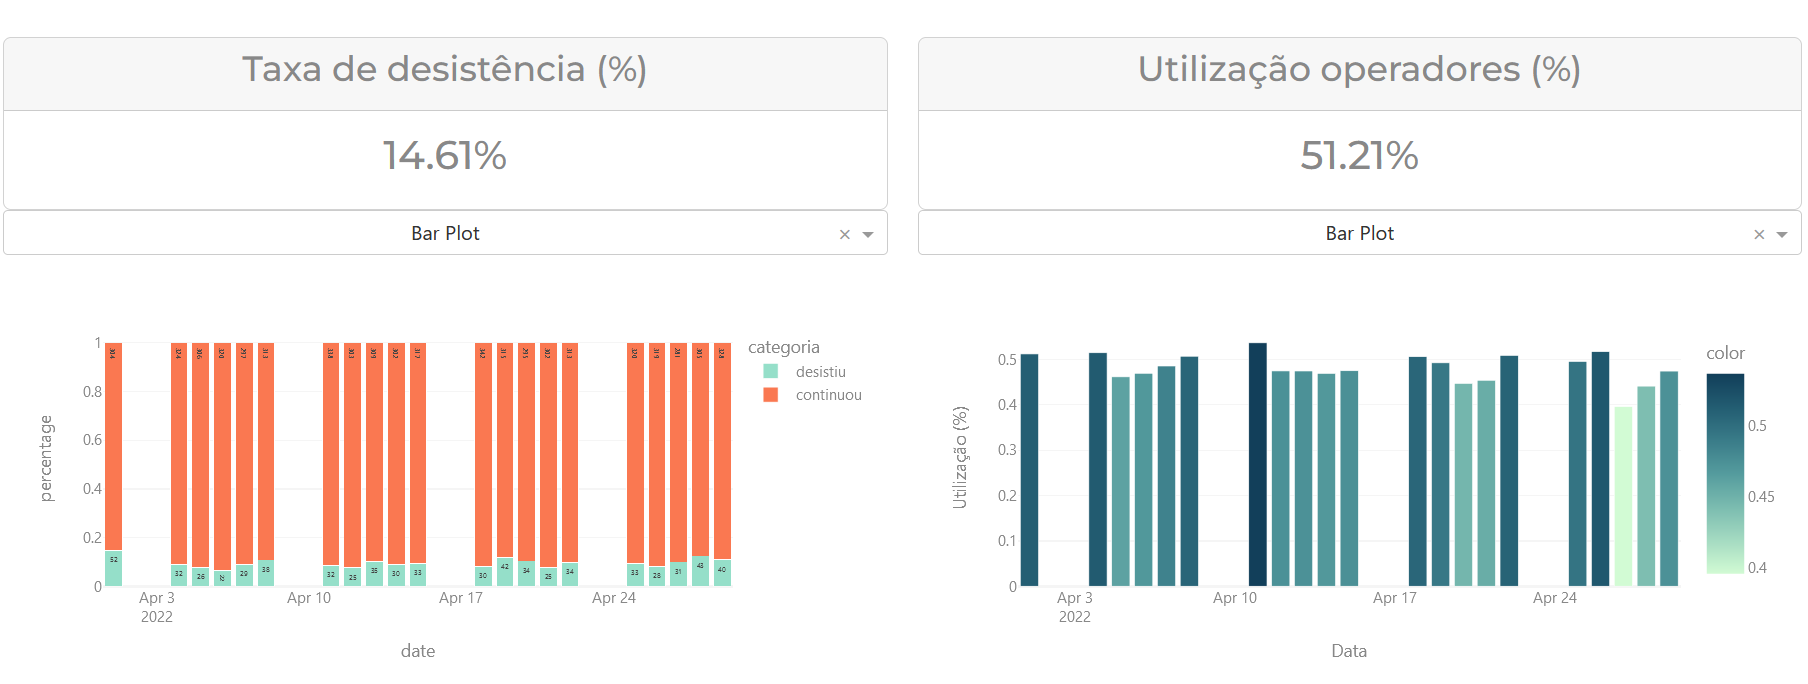 Taxa de desistência (%)
14.61%
Bar Plot
Utilização operadores (%)
51.21%
Bar Plot
1
0.8
0.6
0.4
0.2
0
percentage
52
32
26
29
38
32
25
35
30
33
30
42
34
25
34
33
28
31
43
40
Apr 3
2022
Apr 10
Apr 17
Apr 24
date
categoria
desistiu
continuou
0.5
0.4
0.3
0.2
0.1
0
Utilização (%)
Apr 3
2022
Apr 10
Apr 17
Apr 24
Data
color
0.5
0.45
0.4